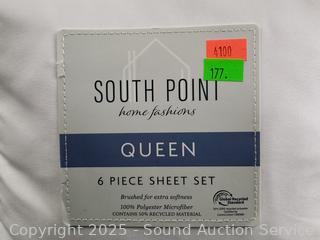 4100
177.
SOUTH POINT
home fashions
QUEEN
6 PIECE SHEET SET
Brushed for extra softness
100% Polyester Microfiber
CONTAINS 50% RECYCLED MATERIAL
Global Recycled
Standard
Copyright 2025 - Sound Auction Service